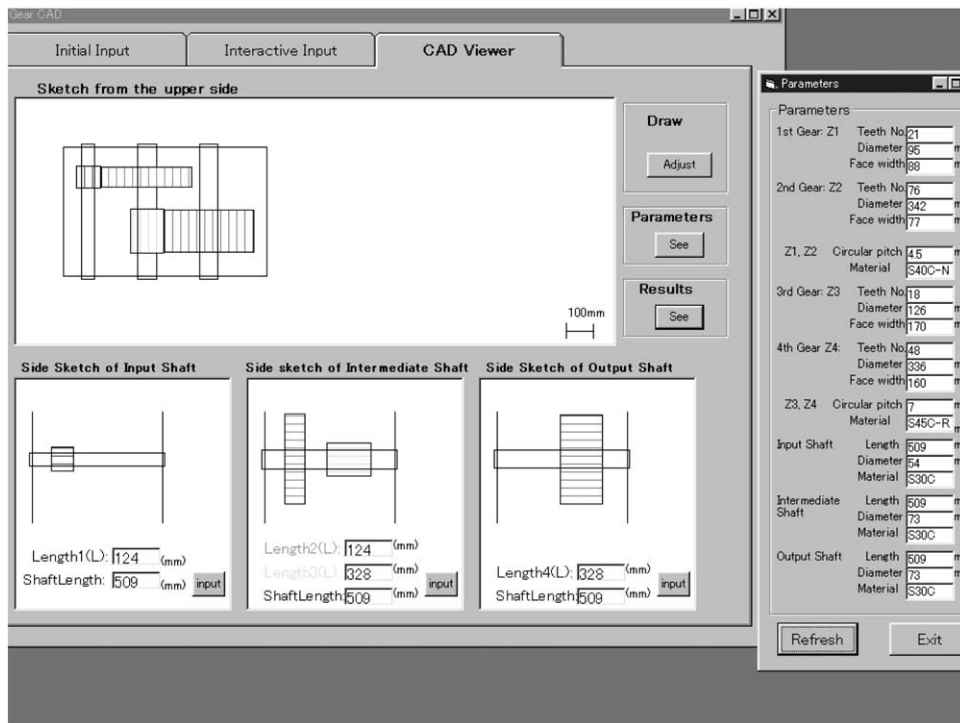 Gear CAD
Initial Input
Interactive Input
CAD Viewer
Sketch from the upper side
100mm
Draw
Adjust
Parameters
See
Results
See
Side Sketch of Input Shaft
Length1(L): 124 (mm)
ShaftLength: 509 (mm)
input
Side sketch of Intermediate Shaft
Length2(L): 124 (mm)
Length3(L) 328 (mm)
ShaftLength: 509 (mm)
input
Side Sketch of Output Shaft
Length4(L): 328 (mm)
ShaftLength: 509 (mm)
input
Parameters
Parameters
1st Gear: Z1 Teeth No. 21
Diameter 95 m
Face width 88 m
2nd Gear: Z2 Teeth No. 76
Diameter 342 m
Face width 77 m
Z1, Z2 Circular pitch 4.5 m
Material S40C-N
3rd Gear: Z3 Teeth No. 18
Diameter 126 m
Face width 170 m
4th Gear Z4: Teeth No. 48
Diameter 336 m
Face width 160 m
Z3, Z4 Circular pitch 7 m
Material S45C-R
Input Shaft Length 509 m
Diameter 54 m
Material S30C
Intermediate Shaft Length 509 m
Diameter 73 m
Material S30C
Output Shaft Length 509 m
Diameter 73 m
Material S30C
Refresh
Exit